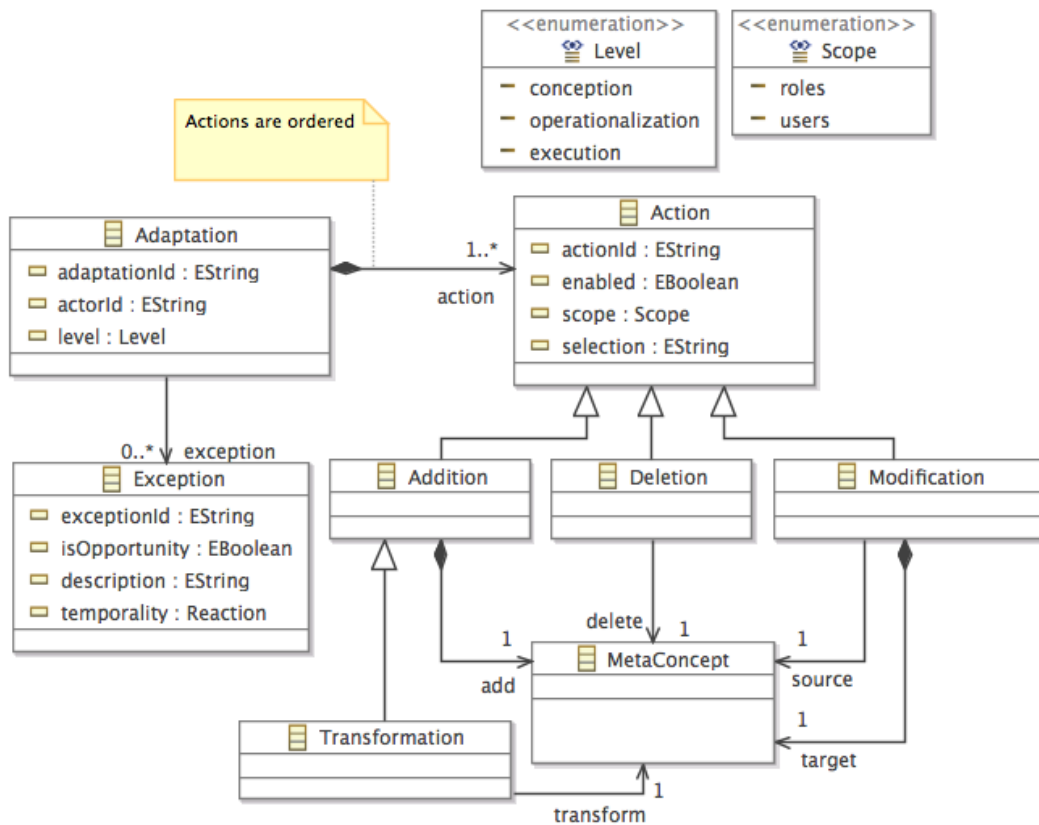 <<enumeration>>
Level
conception
operationalization
execution
<<enumeration>>
Scope
roles
users
Actions are ordered
Adaptation
adaptationId : EString
actorId : EString
level : Level
1..*
action
Action
actionId : EString
enabled : EBoolean
scope : Scope
selection : EString
0..*
exception
Exception
exceptionId : EString
isOpportunity : EBoolean
description : EString
temporality : Reaction
Addition
Deletion
Modification
delete
1
1
add
MetaConcept
1
source
1
target
Transformation
1
transform